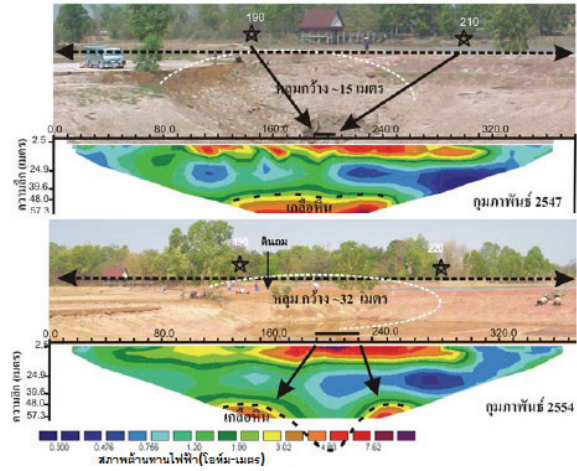 190 210
หลุมกว้าง ~15 เมตร
0.0 80.0 160.0 240.0 320.0
2.5
24.9
39.6
48.0
57.3
ความลึก (เมตร)
เกลือหิน
กุมภาพันธ์ 2547
190 220
ดินถม
หลุม กว้าง ~32 เมตร
0.0 80.0 160.0 240.0 320.0
2.5
24.9
39.6
48.0
57.3
ความลึก (เมตร)
เกลือหิน
กุมภาพันธ์ 2554
0.300 0.476 0.756 1.20 1.90 3.02 4.80 7.62
สภาพต้านทานไฟฟ้า(โอห์ม-เมตร)